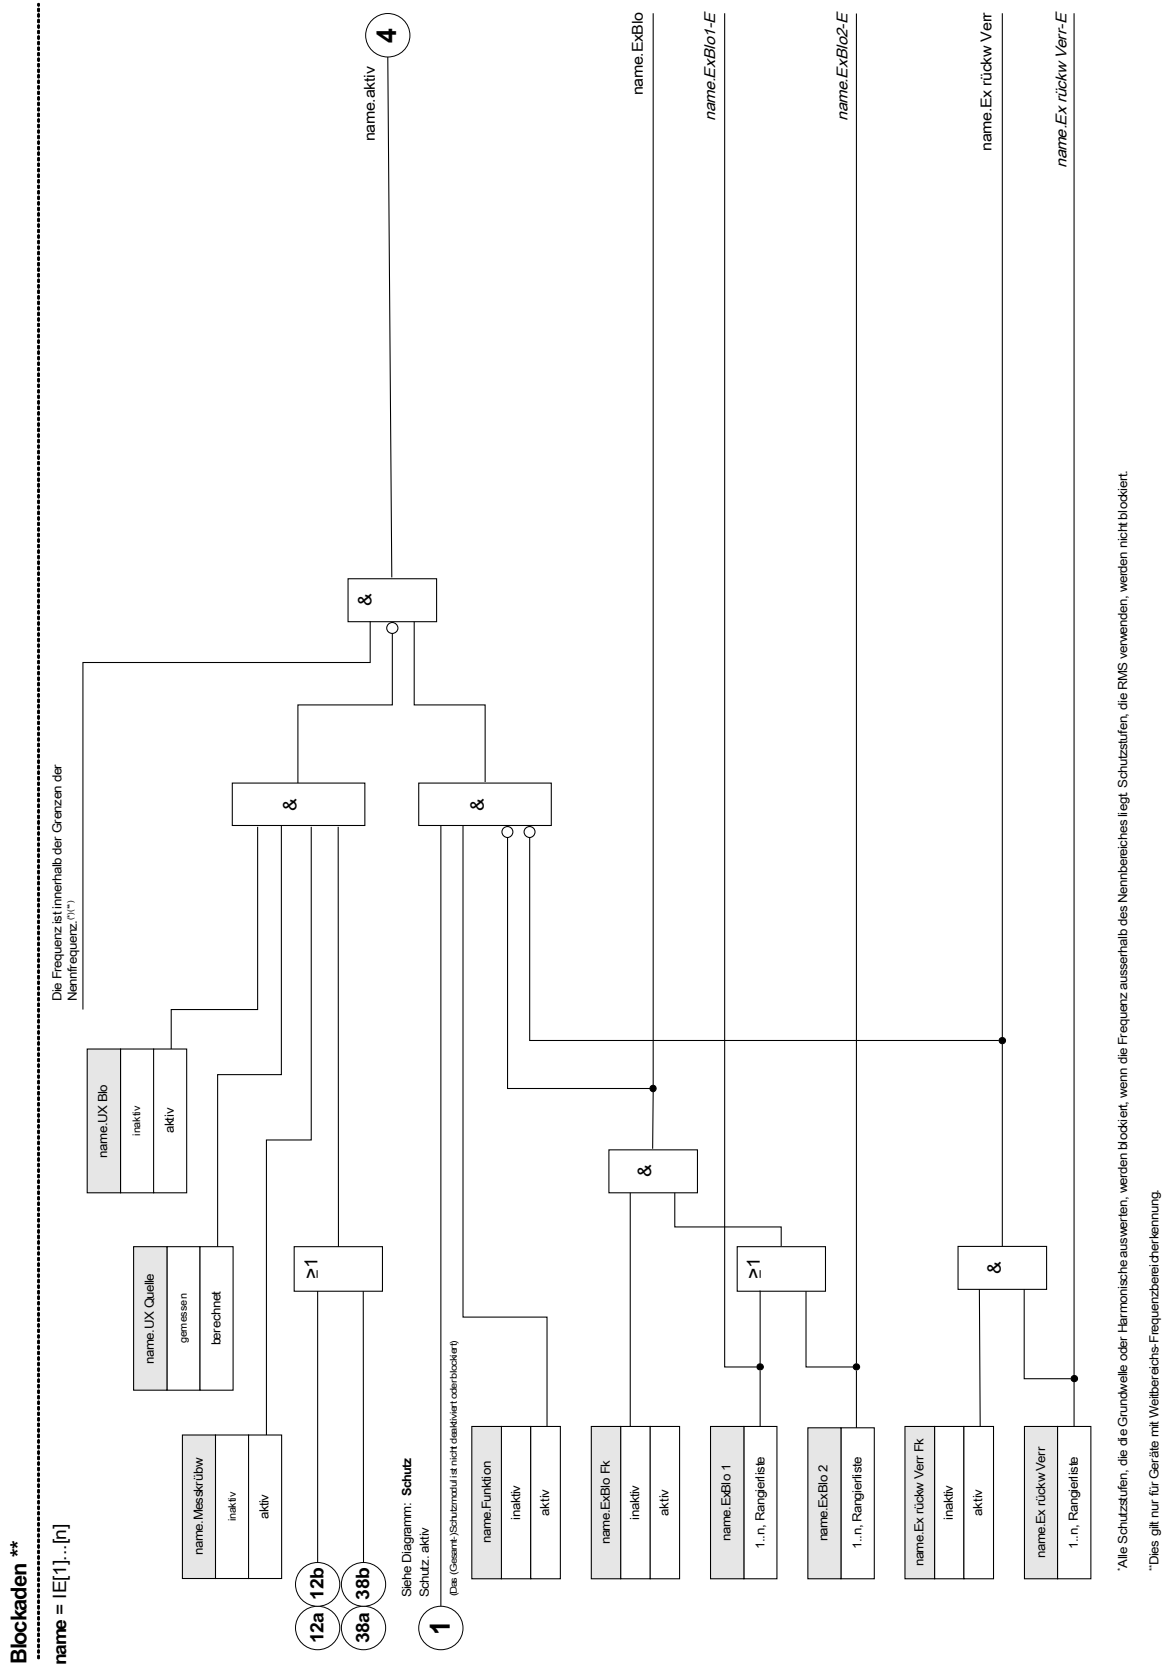 Blockaden **
name = IE[1]...[n]
Die Frequenz ist innerhalb der Grenzen der
Nennfrequenz.(*)(**)
name.UX Blo
inaktiv
aktiv
name.UX Quelle
gemessen
berechnet
name.Messkrübw
inaktiv
aktiv
12a
12b
38a
38b
≥1
&
&
&
name.aktiv
4
Siehe Diagramm: Schutz
Schutz. aktiv
1
(Das (Gesamt-)Schutzmodul ist nicht deaktiviert oder blockiert)
name.Funktion
inaktiv
aktiv
name.ExBlo Fk
inaktiv
aktiv
&
name.ExBlo
name.ExBlo 1
1..n, Rangierliste
≥1
name.ExBlo1-E
name.ExBlo 2
1..n, Rangierliste
name.ExBlo2-E
name.Ex rückw Verr Fk
inaktiv
aktiv
&
name.Ex rückw Verr
name.Ex rückw Verr
1..n, Rangierliste
name.Ex rückw Verr-E
*Alle Schutzstufen, die die Grundwelle oder Harmonische auswerten, werden blockiert, wenn die Frequenz ausserhalb des Nennbereiches liegt. Schutzstufen, die RMS verwenden, werden nicht blockiert.
**Dies gilt nur für Geräte mit Weitbereichs-Frequenzbereicherkennung.